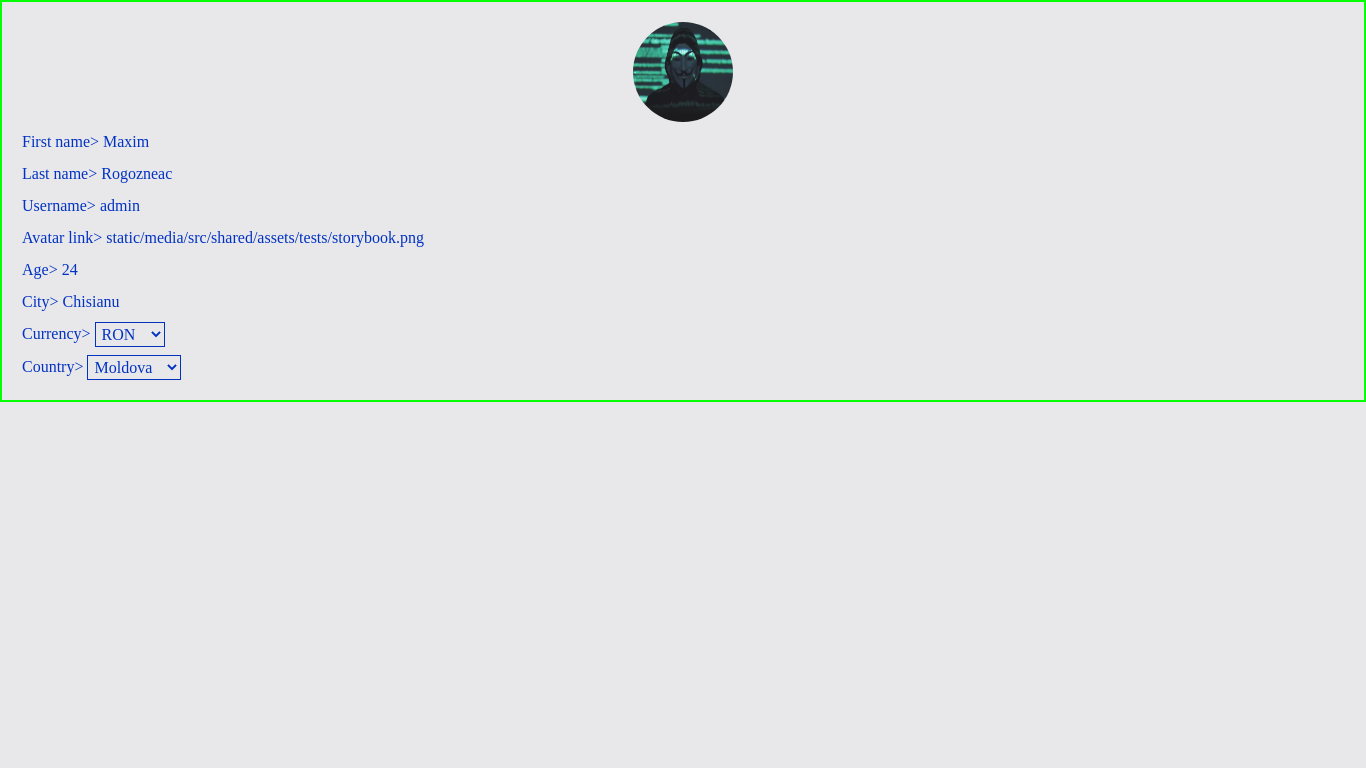 First name> Maxim
Last name> Rogozneac
Username> admin
Avatar link> static/media/src/shared/assets/tests/storybook.png
Age> 24
City> Chisianu
Currency> RON
Country> Moldova